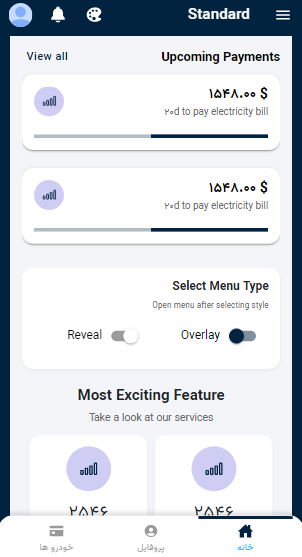 Standard
Upcoming Payments
View all
۱۵۴۸.۰۰ $
۲۰d to pay electricity bill
۱۵۴۸.۰۰ $
۲۰d to pay electricity bill
Select Menu Type
Open menu after selecting style
Overlay
Reveal
Most Exciting Feature
Take a look at our services
۲۵۴۶
۲۵۴۶
خانه
پروفایل
خودرو ها